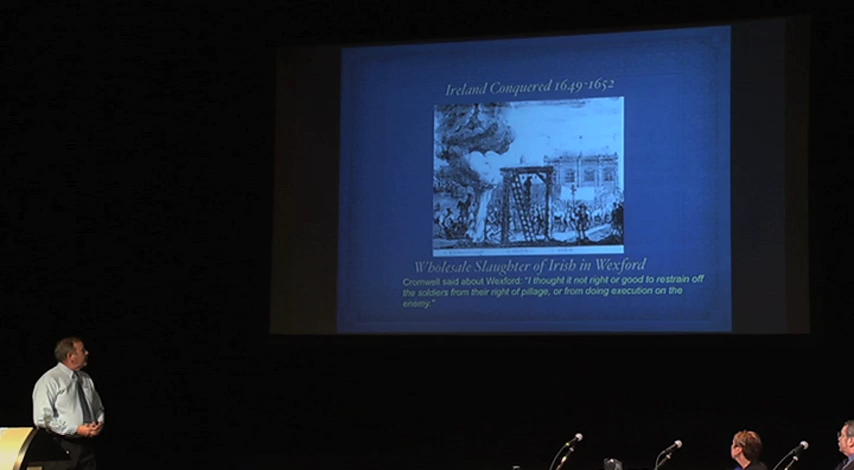 Ireland Conquered 1649-1652
Wholesale Slaughter of Irish in Wexford
Cromwell said about Wexford: "I thought it not right or good to restrain off
the soldiers from their right of pillage, or from doing execution on the
enemy."